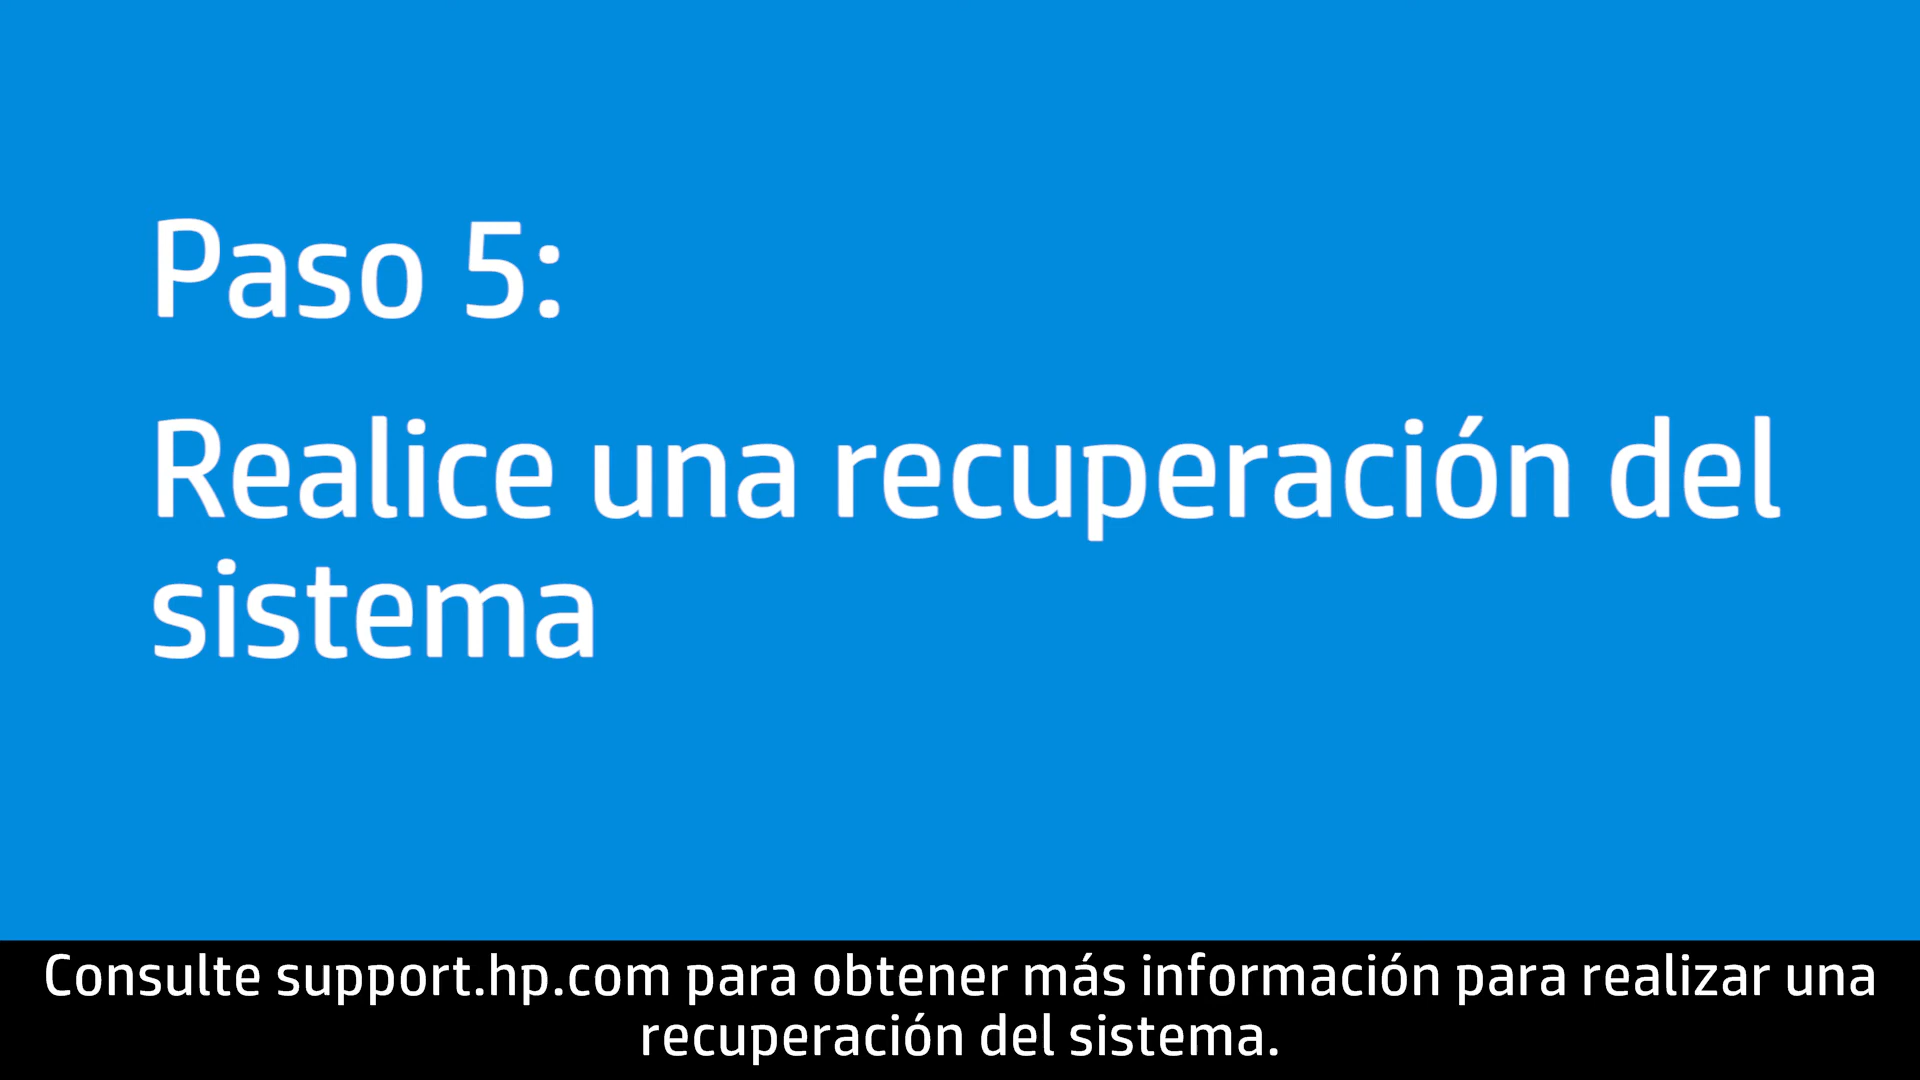 Paso 5:
Realice una recuperación del
sistema
Consulte support.hp.com para obtener más información para realizar una
recuperación del sistema.